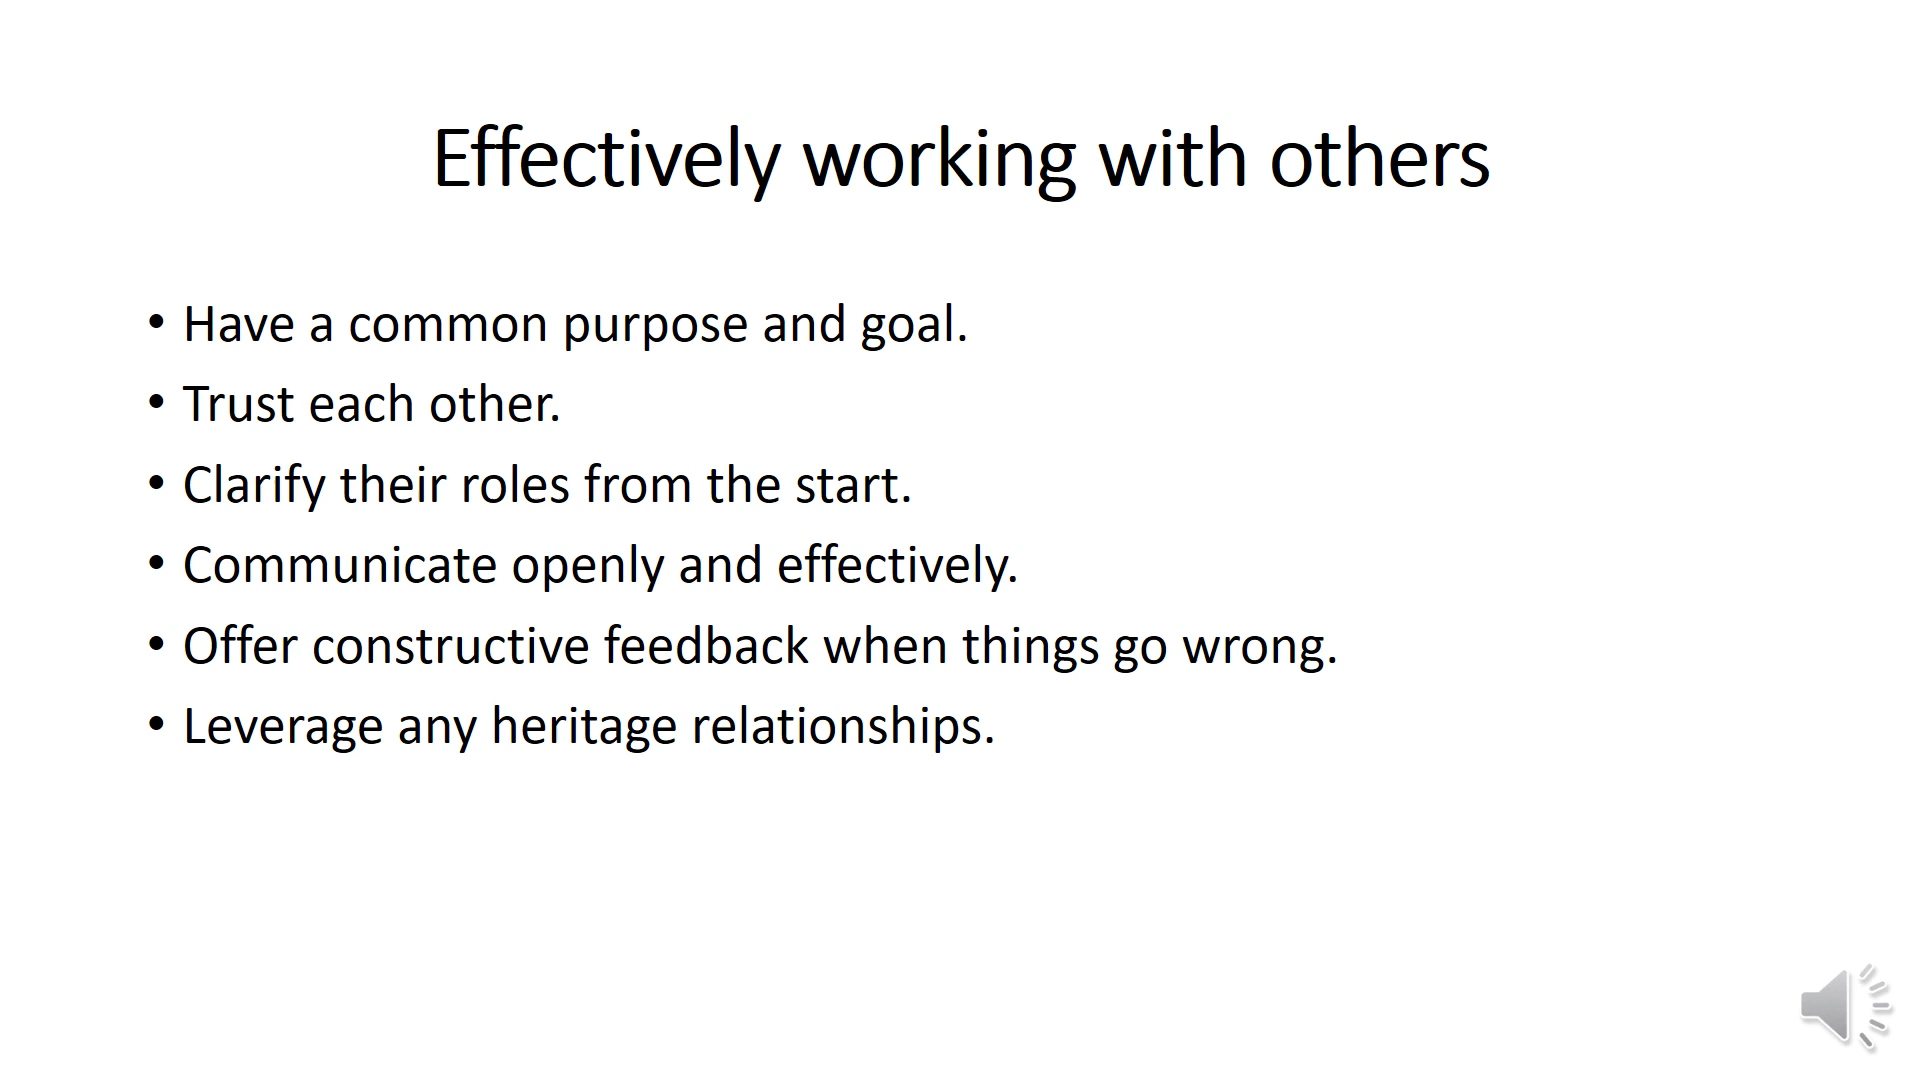 Effectively working with others
• Have a common purpose and goal.
• Trust each other.
• Clarify their roles from the start.
• Communicate openly and effectively.
• Offer constructive feedback when things go wrong.
• Leverage any heritage relationships.